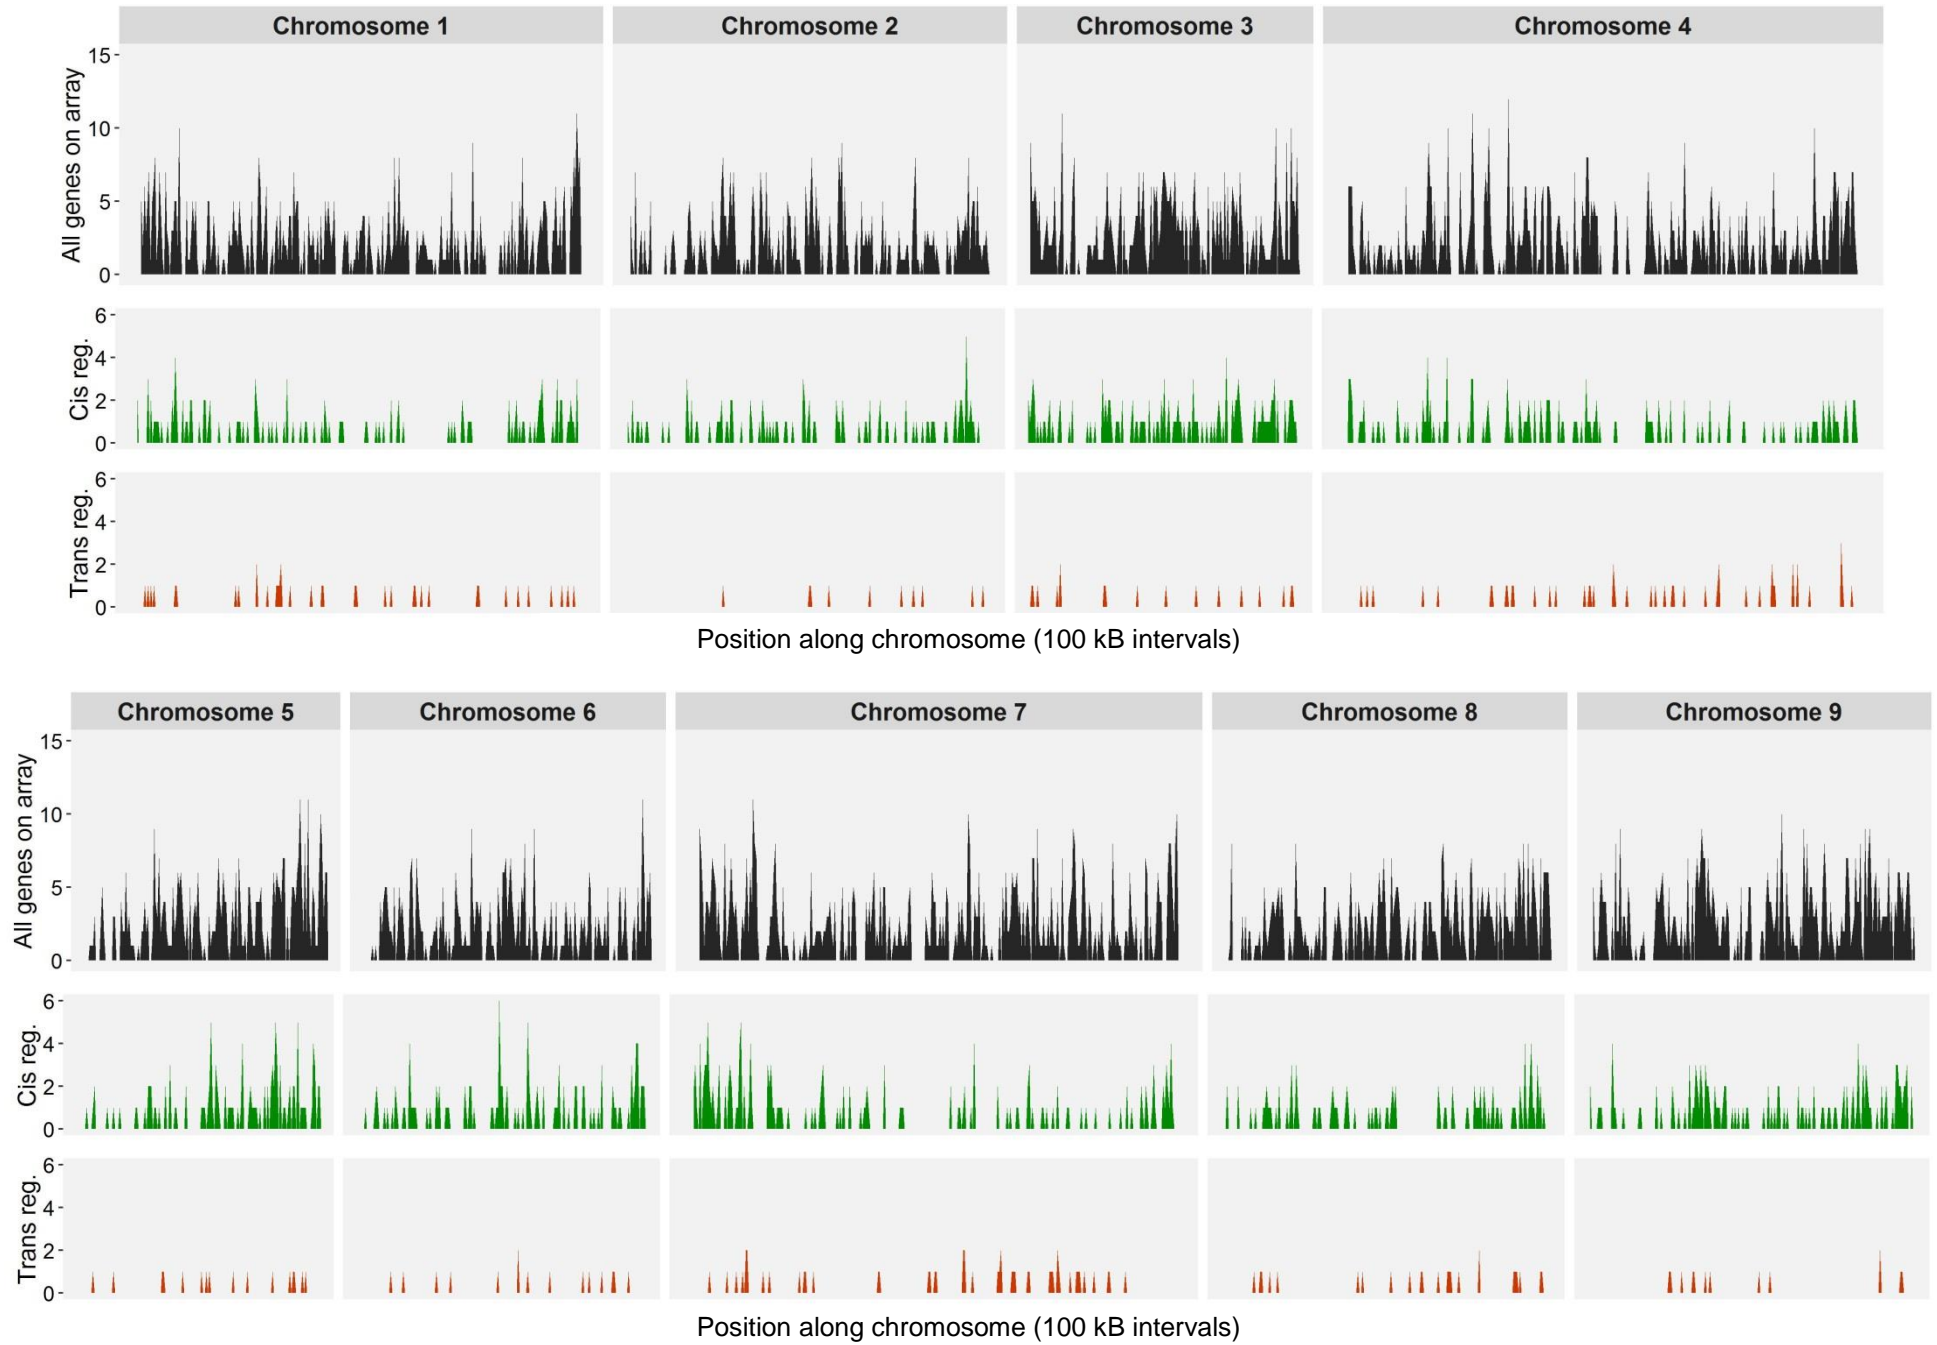 Chromosome 1 Chromosome 2 Chromosome 3 Chromosome 4
All genes on array
15
10
5
0
Cis reg.
6
4
2
0
Trans reg.
6
4
2
0
Position along chromosome (100 kB intervals)
Chromosome 5 Chromosome 6 Chromosome 7 Chromosome 8 Chromosome 9
All genes on array
15
10
5
0
Cis reg.
6
4
2
0
Trans reg.
6
4
2
0
Position along chromosome (100 kB intervals)